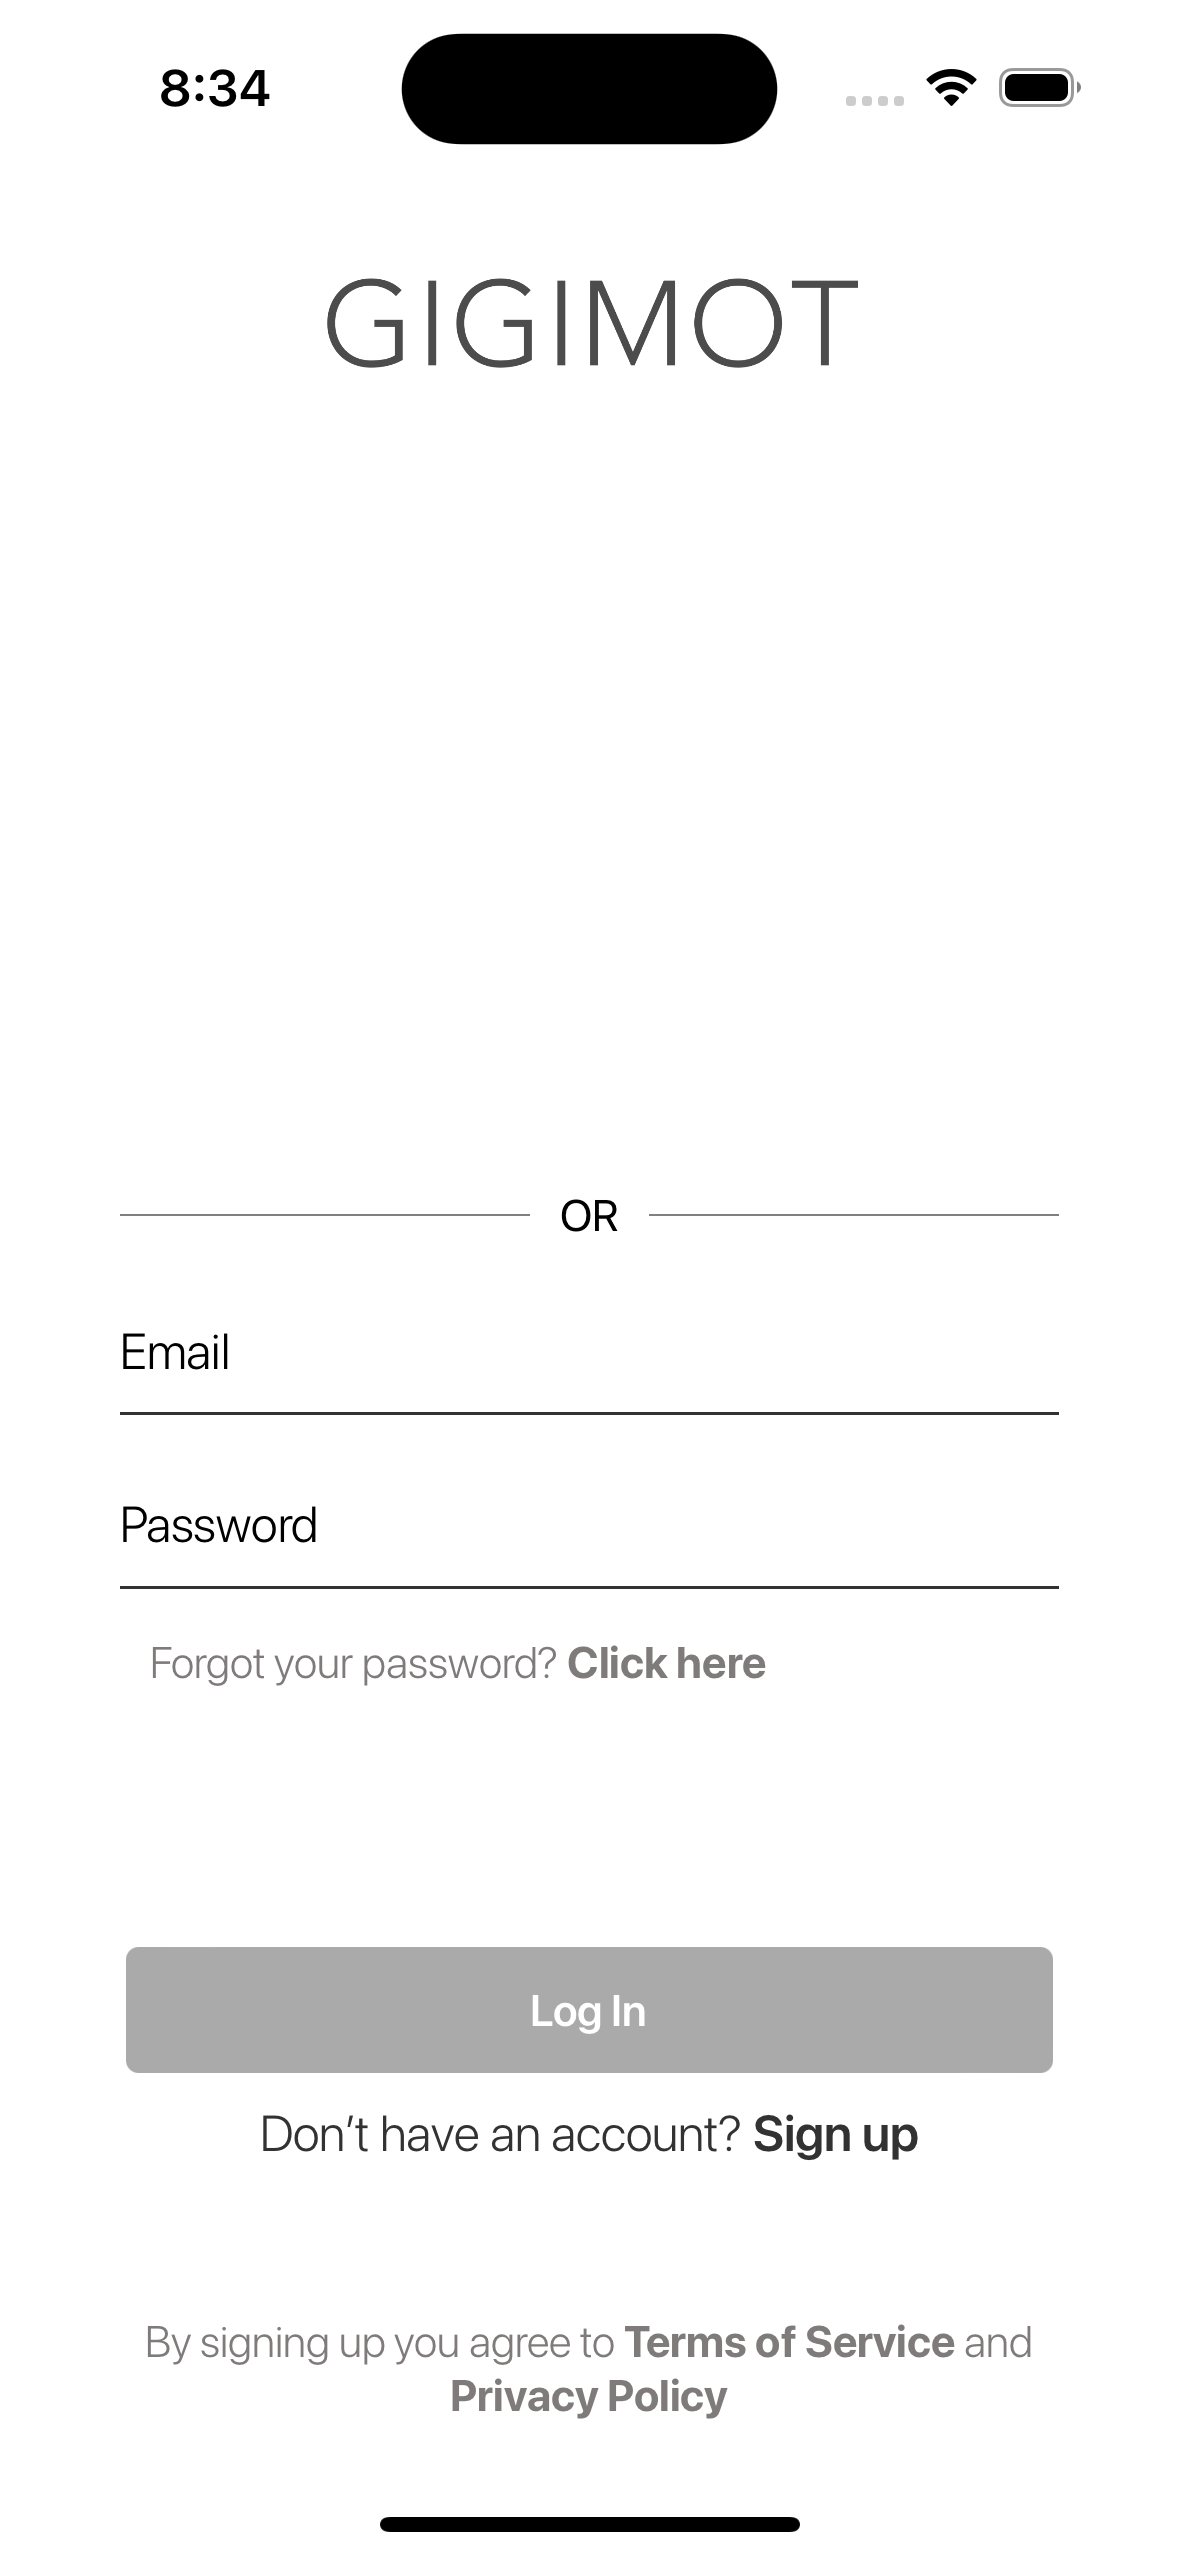 8:34
GIGIMOT
OR
Email
Password
Forgot your password? Click here
Log In
Don’t have an account? Sign up
By signing up you agree to Terms of Service and
Privacy Policy